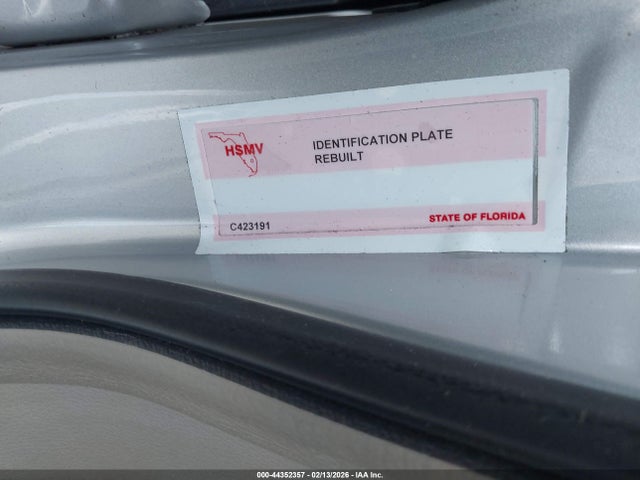 HSMV
IDENTIFICATION PLATE
REBUILT
C423191
STATE OF FLORIDA
000-44352357 - 02/13/2026 - IAA Inc.